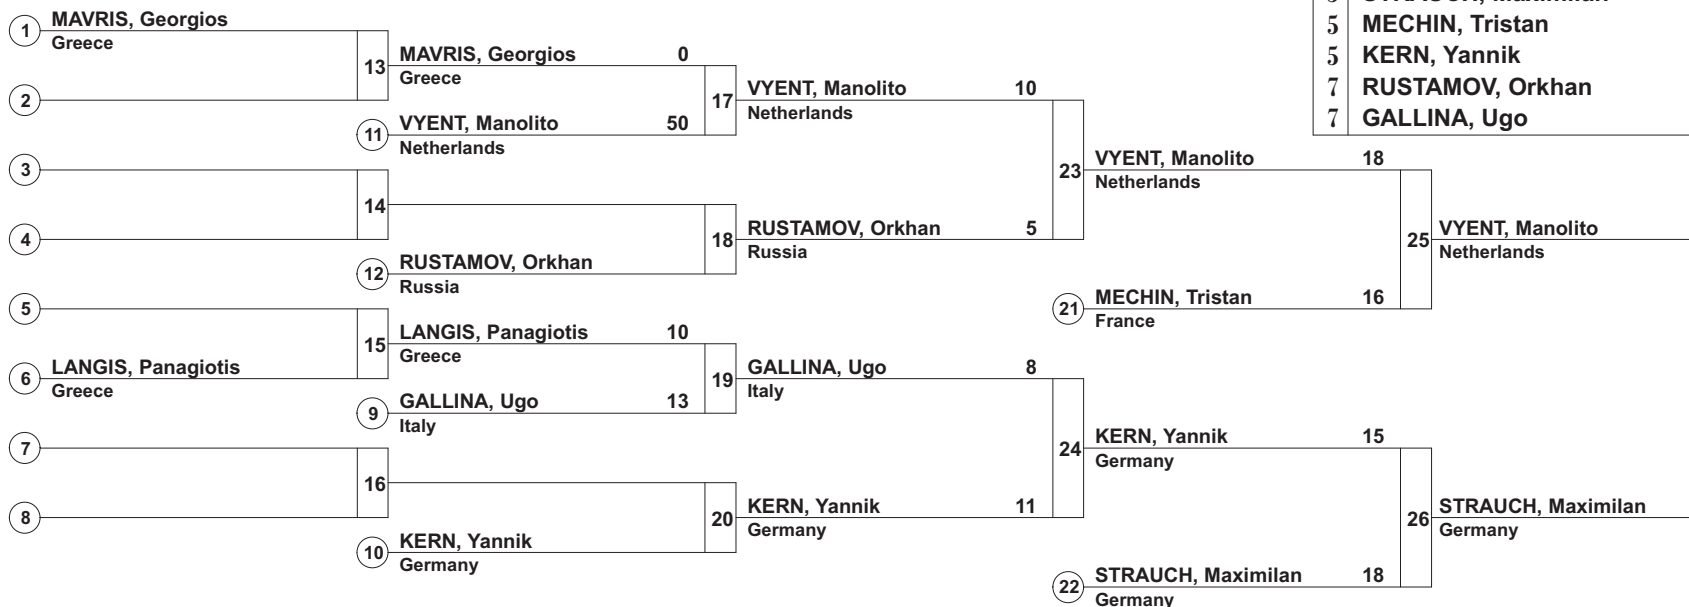 1 MAVRIS, Georgios
Greece
2
3
4
5
6 LANGIS, Panagiotis
Greece
7
8
13 MAVRIS, Georgios 0
Greece
11 VYENT, Manolito 50
Netherlands
14
12 RUSTAMOV, Orkhan
Russia
15 LANGIS, Panagiotis 10
Greece
9 GALLINA, Ugo 13
Italy
16
10 KERN, Yannik
Germany
17 VYENT, Manolito 10
Netherlands
18 RUSTAMOV, Orkhan 5
Russia
19 GALLINA, Ugo 8
Italy
20 KERN, Yannik 11
Germany
23 VYENT, Manolito 18
Netherlands
21 MECHIN, Tristan 16
France
24 KERN, Yannik 15
Germany
22 STRAUCH, Maximilan 18
Germany
25 VYENT, Manolito
Netherlands
26 STRAUCH, Maximilan
Germany
5 MECHIN, Tristan
5 KERN, Yannik
7 RUSTAMOV, Orkhan
7 GALLINA, Ugo